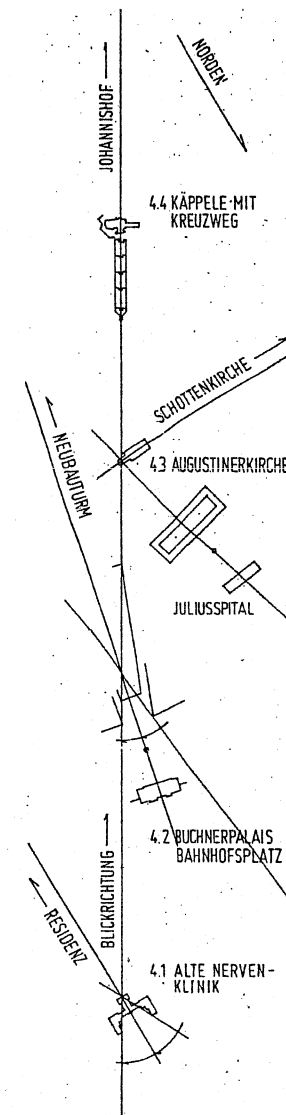 NORDEN
JOHANNISHOF
4.4 KÄPPELE·MIT
KREUZWEG
SCHOTTENKIRCHE
NEUBAUTURM
4.3 AUGUSTINERKIRCHE
JULIUSSPITAL
4.2 BUCHNERPALAIS
BAHNHOFSPLATZ
BLICKRICHTUNG
RESIDENZ
4.1 ALTE NERVEN-
KLINIK